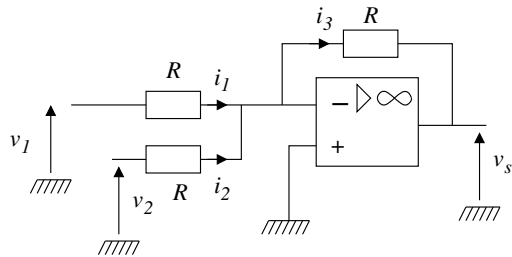 i3 R
R i1
− ▷ ∞
v1
+
R i2
v2
vs